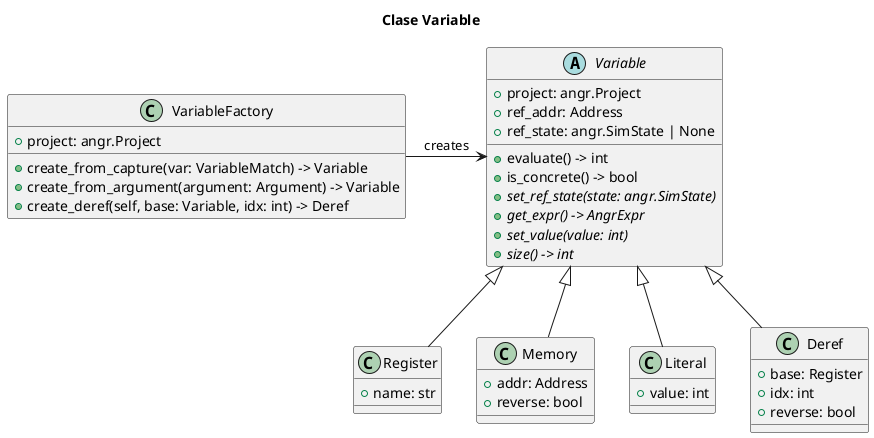 Clase Variable
C VariableFactory
project: angr.Project
create_from_capture(var: VariableMatch) -> Variable
create_from_argument(argument: Argument) -> Variable
create_deref(self, base: Variable, idx: int) -> Deref
creates
A Variable
project: angr.Project
ref_addr: Address
ref_state: angr.SimState | None
evaluate() -> int
is_concrete() -> bool
set_ref_state(state: angr.SimState)
get_expr() -> AngrExpr
set_value(value: int)
size() -> int
C Register
name: str
C Memory
addr: Address
reverse: bool
C Literal
value: int
C Deref
base: Register
idx: int
reverse: bool